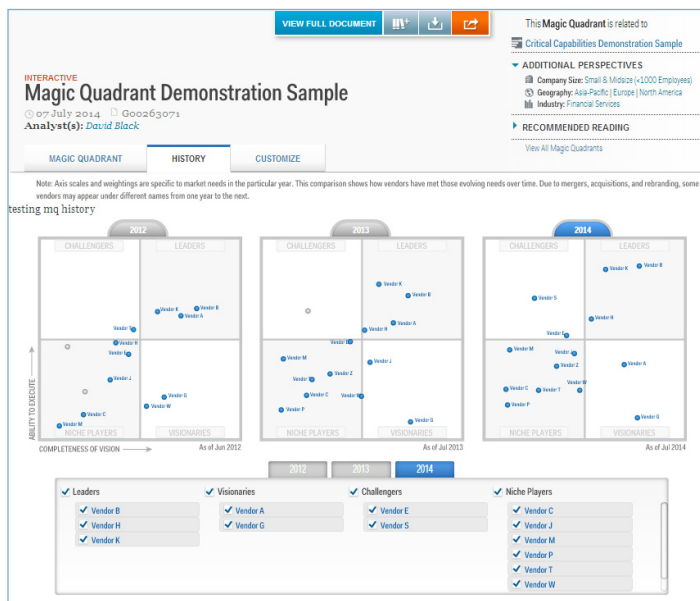 VIEW FULL DOCUMENT
This Magic Quadrant is related to
Critical Capabilities Demonstration Sample
ADDITIONAL PERSPECTIVES
Company Size: Small & Midsize (<1000 Employees)
Geography: Asia-Pacific | Europe | North America
Industry: Financial Services
RECOMMENDED READING
View All Magic Quadrants
INTERACTIVE
Magic Quadrant Demonstration Sample
07 July 2014 G00263071
Analyst(s): David Black
MAGIC QUADRANT HISTORY CUSTOMIZE
Note: Axis scales and weightings are specific to market needs in the particular year. This comparison shows how vendors have met those evolving needs over time. Due to mergers, acquisitions, and rebranding, some
vendors may appear under different names from one year to the next.
testing mq history
2012
CHALLENGERS LEADERS
Vendor K
Vendor B
Vendor A
Vendor
Vendor H
Vendor
Vendor J
Vendor G
Vendor W
Vendor C
Vendor M
NICHE PLAYERS VISIONARIES
ABILITY TO EXECUTE
COMPLETENESS OF VISION
As of Jun 2012
2013
CHALLENGERS LEADERS
Vendor K
Vendor B
Vendor A
Vendor H
Vendor
Vendor M
Vendor J
Vendor Z
Vendor
Vendor C
Vendor
Vendor P
Vendor G
NICHE PLAYERS VISIONARIES
As of Jul 2013
2014
CHALLENGERS LEADERS
Vendor B
Vendor K
Vendor S
Vendor H
Vendor E
Vendor M
Vendor J
Vendor Z
Vendor A
Vendor W
Vendor C
Vendor T
Vendor P
Vendor G
NICHE PLAYERS VISIONARIES
As of Jul 2014
2012 2013 2014
Leaders Visionaries Challengers Niche Players
Vendor B Vendor A Vendor E Vendor C
Vendor H Vendor G Vendor S Vendor J
Vendor K Vendor M
Vendor P
Vendor T
Vendor W